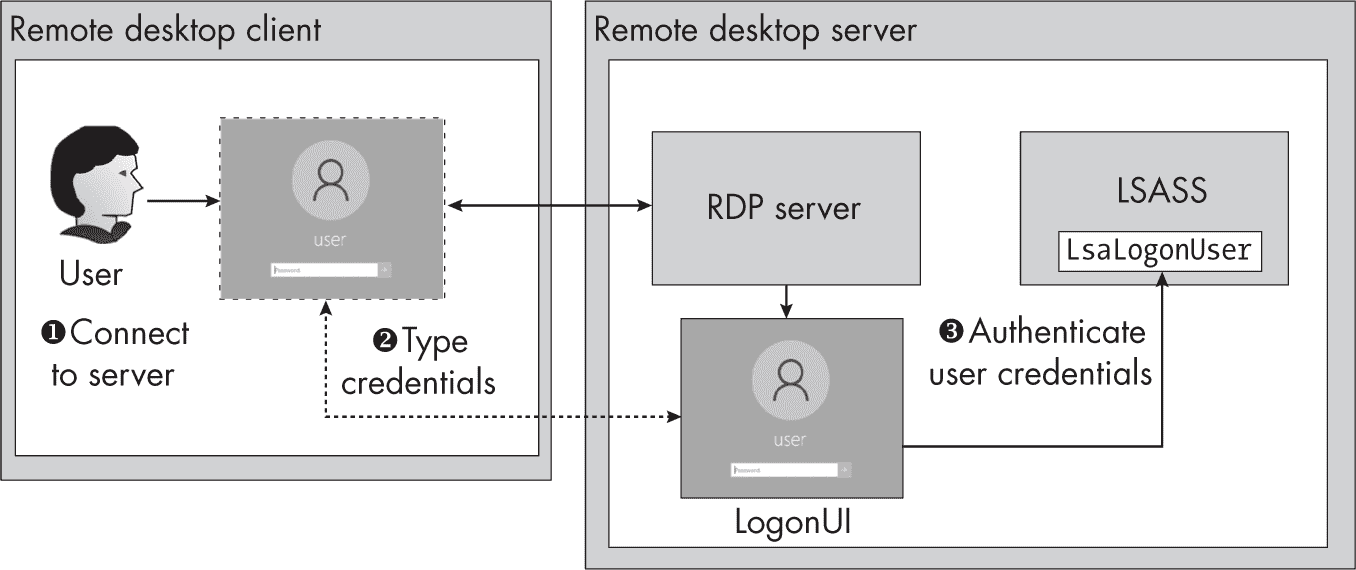 Remote desktop client
User
❶ Connect
to server
user
Password
❷ Type
credentials
Remote desktop server
RDP server
LSASS
LsaLogonUser
user
Password
LogonUI
❸ Authenticate
user credentials